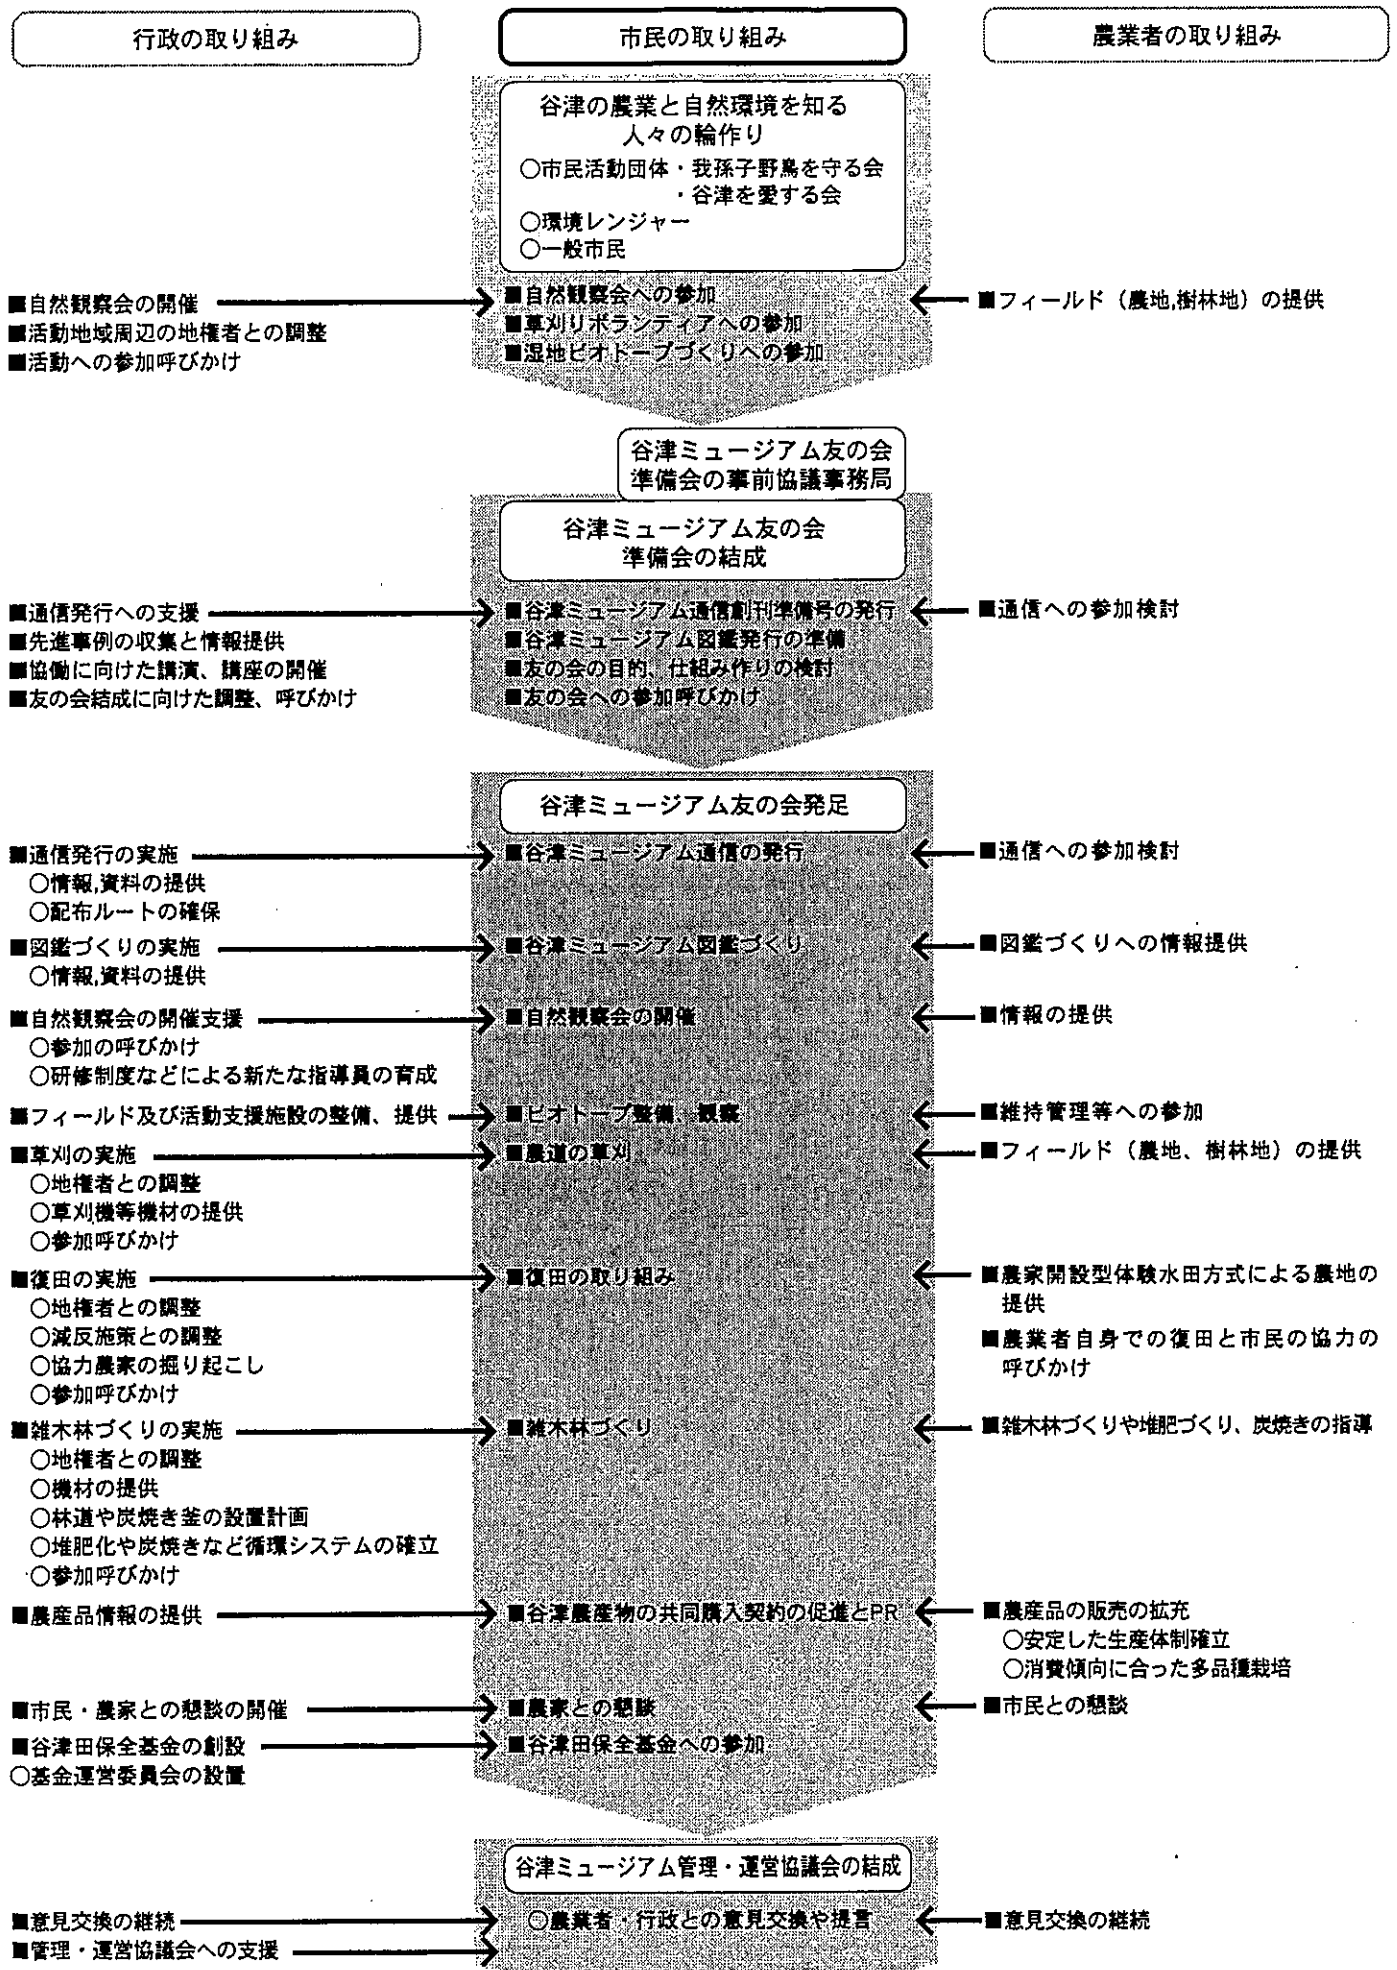 行政の取り組み
市民の取り組み
農業者の取り組み
谷津の農業と自然環境を知る
人々の輪作り
○市民活動団体・我孫子野鳥を守る会
・谷津を愛する会
○環境レンジャー
○一般市民
■自然観察会の開催
■活動地域周辺の地権者との調整
■活動への参加呼びかけ
■自然観察会への参加
■草刈りボランティアへの参加
■湿地ビオトープづくりへの参加
■フィールド（農地,樹林地）の提供
谷津ミュージアム友の会
準備会の事前協議事務局
谷津ミュージアム友の会
準備会の結成
■通信発行への支援
■先進事例の収集と情報提供
■協働に向けた講演、講座の開催
■友の会結成に向けた調整、呼びかけ
■谷津ミュージアム通信創刊準備号の発行
■谷津ミュージアム図鑑発行の準備
■友の会の目的、仕組み作りの検討
■友の会への参加呼びかけ
■通信への参加検討
谷津ミュージアム友の会発足
■通信発行の実施
○情報,資料の提供
○配布ルートの確保
■谷津ミュージアム通信の発行
■通信への参加検討
■図鑑づくりの実施
○情報,資料の提供
■谷津ミュージアム図鑑づくり
■図鑑づくりへの情報提供
■自然観察会の開催支援
○参加の呼びかけ
○研修制度などによる新たな指導員の育成
■自然観察会の開催
■情報の提供
■フィールド及び活動支援施設の整備、提供
■ビオトープ整備、観察
■維持管理等への参加
■草刈の実施
○地権者との調整
○草刈機等機材の提供
○参加呼びかけ
■農道の草刈
■フィールド（農地、樹林地）の提供
■復田の実施
○地権者との調整
○減反施策との調整
○協力農家の掘り起こし
○参加呼びかけ
■復田の取り組み
■農家開設型体験水田方式による農地の
提供
■農業者自身での復田と市民の協力の
呼びかけ
■雑木林づくりの実施
○地権者との調整
○機材の提供
○林道や炭焼き釜の設置計画
○堆肥化や炭焼きなど循環システムの確立
○参加呼びかけ
■雑木林づくり
■雑木林づくりや堆肥づくり、炭焼きの指導
■農産品情報の提供
■谷津農産物の共同購入契約の促進とPR
■農産品の販売の拡充
○安定した生産体制確立
○消費傾向に合った多品種栽培
■市民・農家との懇談の開催
■農家との懇談
■市民との懇談
■谷津田保全基金の創設
○基金運営委員会の設置
■谷津田保全基金への参加
谷津ミュージアム管理・運営協議会の結成
■意見交換の継続
■管理・運営協議会への支援
○農業者・行政との意見交換や提言
■意見交換の継続